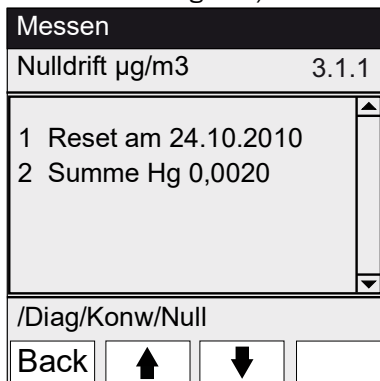 Messen
Nulldrift µg/m3 3.1.1
1 Reset am 24.10.2010
2 Summe Hg 0,0020
/Diag/Konw/Null
Back